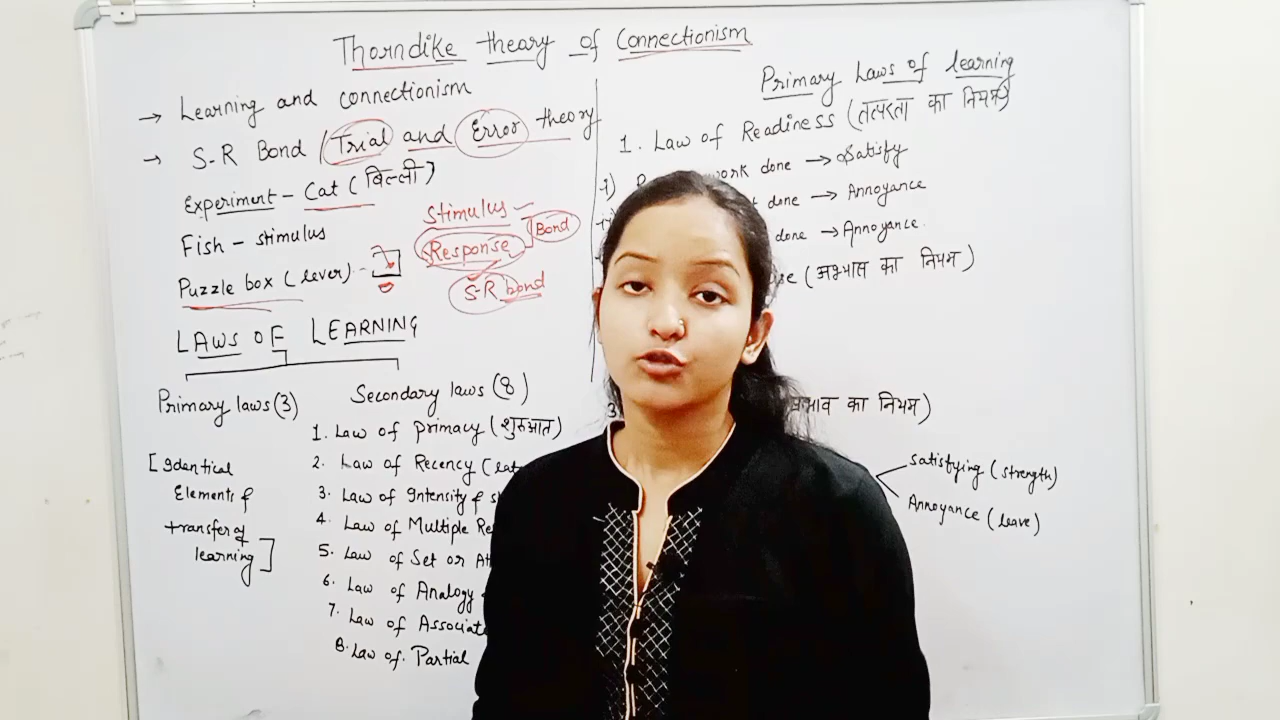 Thorndike theory of Connectionism
→ Learning and connectionism
→ S-R Bond / Trial and Error theory
Experiment - Cat (बिल्ली)
Fish - stimulus
Puzzle box (lever) -
Stimulus -
Response
Bond
S-R bond
LAWS OF LEARNING
Primary laws (3)
[Identical
Elements of
transfer of
learning]
Secondary laws (8)
1. Law of primacy (शुरुआत)
2. Law of Recency
3. Law of Intensity of
4. Law of Multiple
5. Law of Set or
6. Law of Analogy
7. Law of
8. Law of Partial
Primary Laws of learning
1. Law of Readiness (तत्परता का नियम)
i) work done → Satisfy
done → Annoyance
done → Annoyance.
(अभ्यास का नियम)
3
का नियम)
Satisfying (strength)
Annoyance (leave)